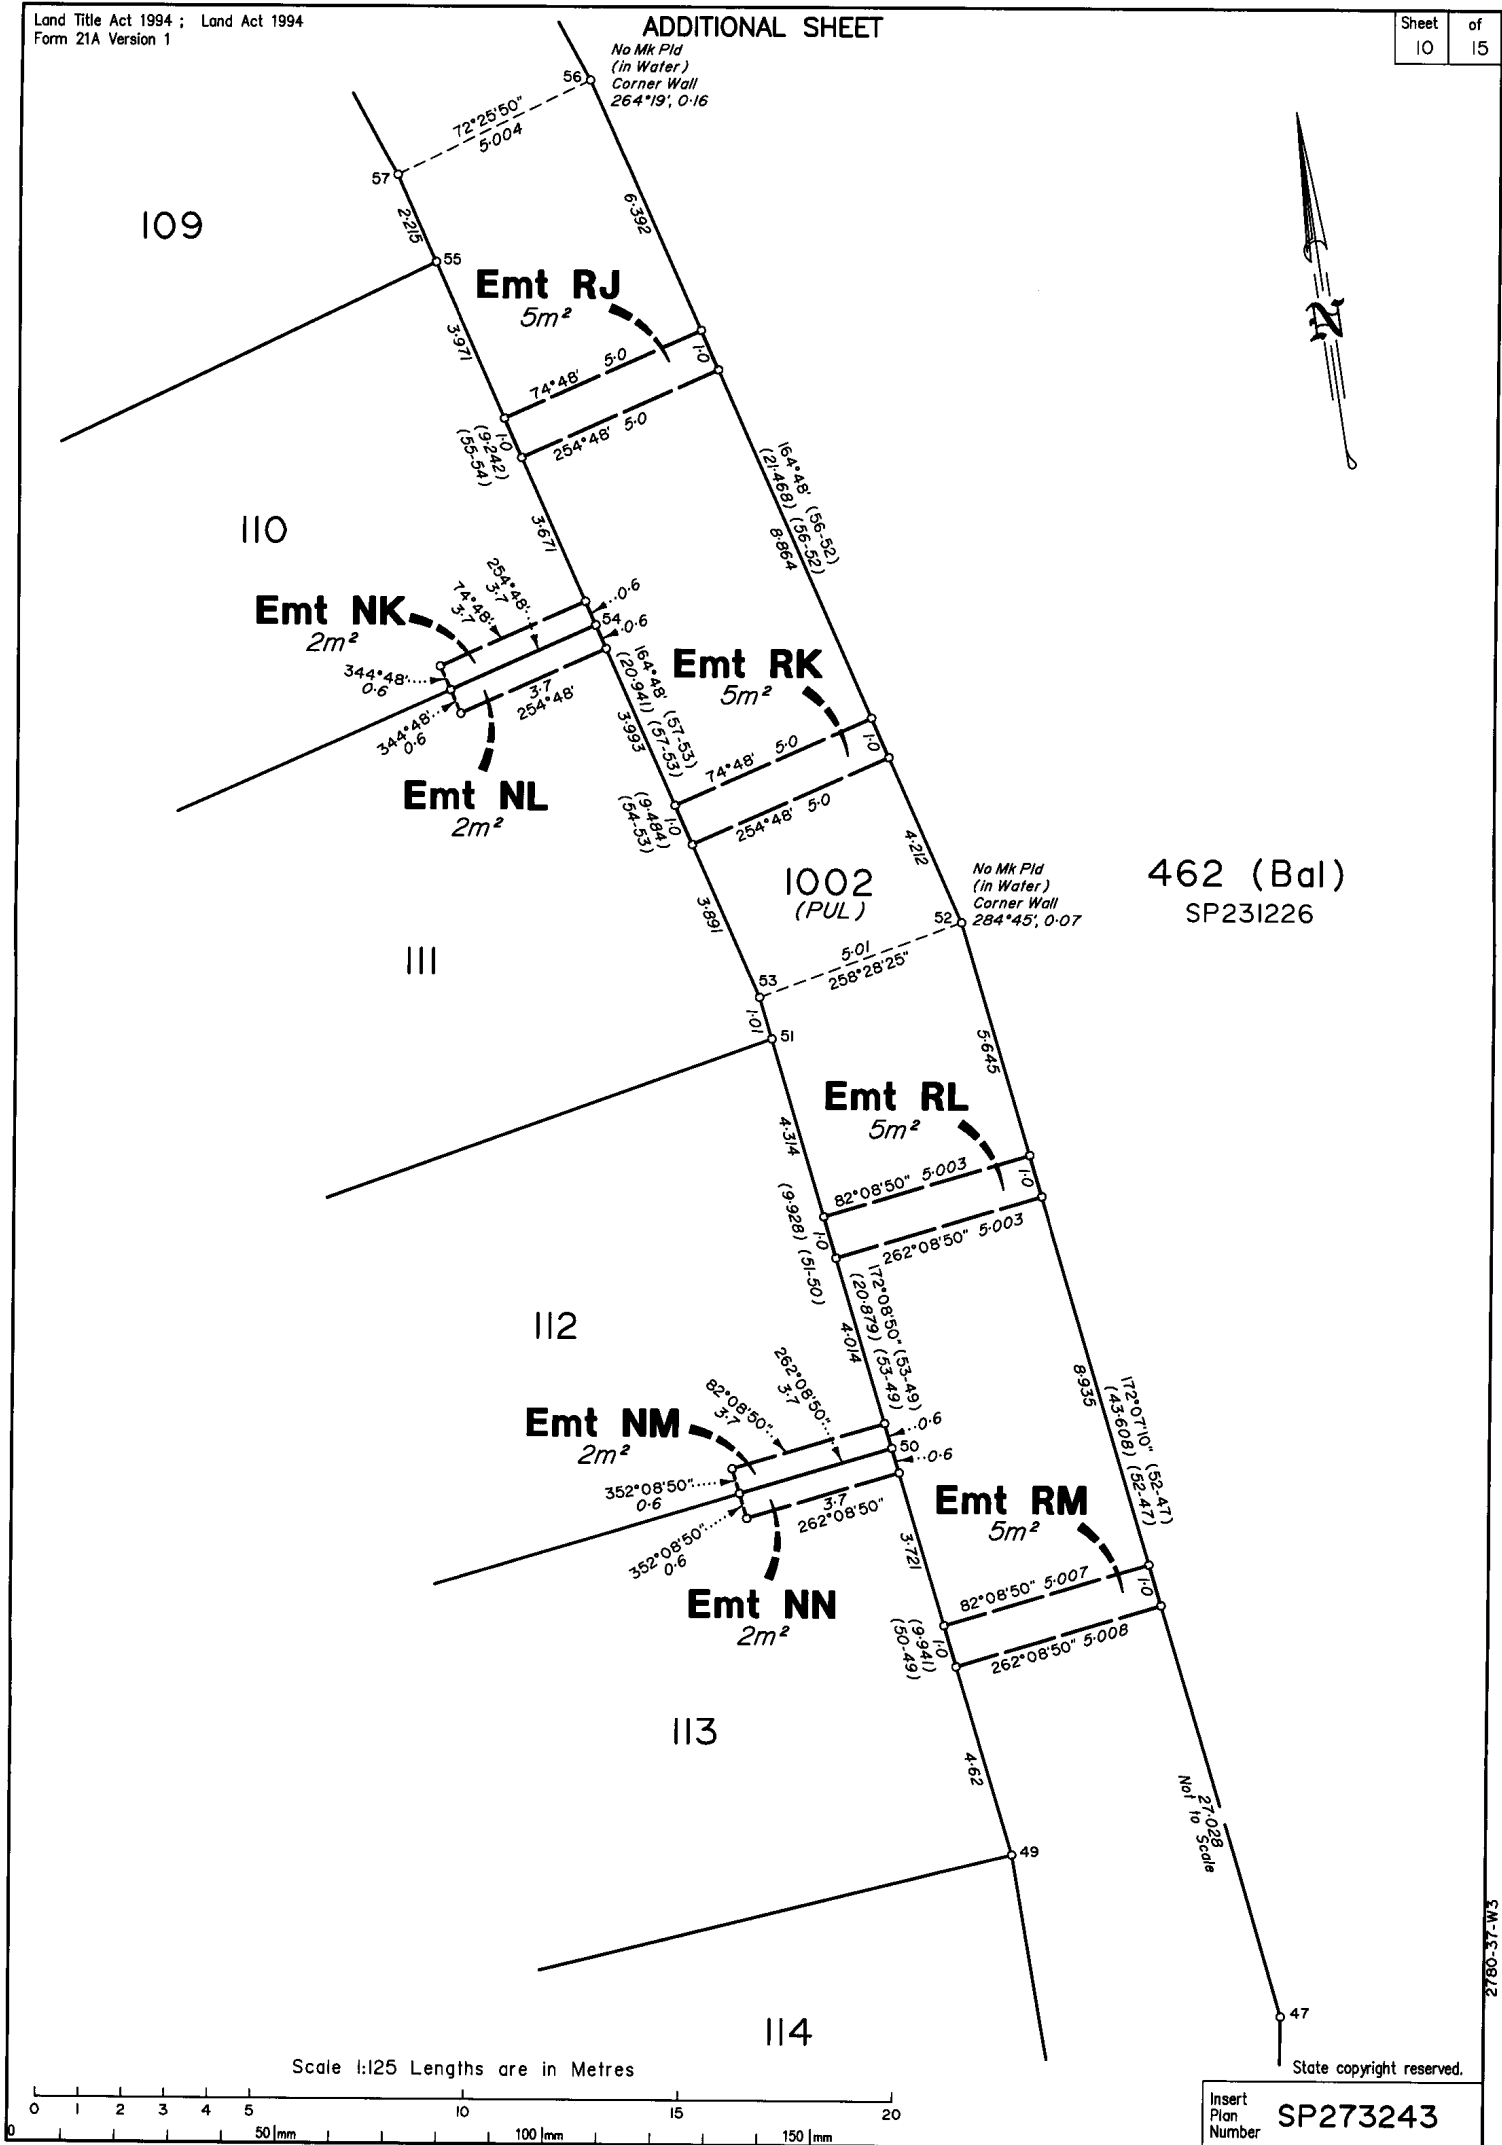 Land Title Act 1994 ; Land Act 1994
Form 21A Version 1
ADDITIONAL SHEET
Sheet of
10 15
No Mk Pld
(in Water)
Corner Wall
264°19', 0·16
56
72°25'50"
5·004
57
2·215
6·392
109
55
Emt RJ
5m²
3·971
1·0
74°48' 5·0
254°48' 5·0
1·0
(9·242)
(55-54)
N
164°48' (56-52)
(21·468) (56-52)
8·864
110
3·671
254°48'
3·7
74°48'
3·7
0·6
54
0·6
Emt NK
2m²
344°48'
0·6
344°48'
0·6
3·7
254°48'
Emt NL
2m²
164°48' (57-53)
(20·941) (57-53)
3·993
Emt RK
5m²
1·0
74°48' 5·0
254°48' 5·0
1·0
(9·484)
(54-53)
4·212
1002
(PUL)
No Mk Pld
(in Water)
Corner Wall
284°45', 0·07
52
462 (Bal)
SP231226
3·891
111
5·01
258°28'25"
53
1·01
51
5·645
Emt RL
5m²
4·314
82°08'50" 5·003
1·0
262°08'50" 5·003
1·0
(9·928) (51-50)
172°08'50" (53-49)
(20·879) (53-49)
4·014
112
262°08'50"
3·7
82°08'50"
3·7
0·6
50
0·6
Emt NM
2m²
352°08'50"
0·6
352°08'50"
0·6
3·7
262°08'50"
Emt NN
2m²
8·935
172°07'10" (52-47)
(43·608) (52-47)
Emt RM
5m²
3·721
82°08'50" 5·007
1·0
262°08'50" 5·008
1·0
(9·941)
(50-49)
113
4·62
27·028
Not to Scale
49
114
47
2780-37-W3
Scale 1:125 Lengths are in Metres
State copyright reserved.
0 1 2 3 4 5 10 15 20
0 50 mm 100 mm 150 mm
Insert
Plan
Number
SP273243